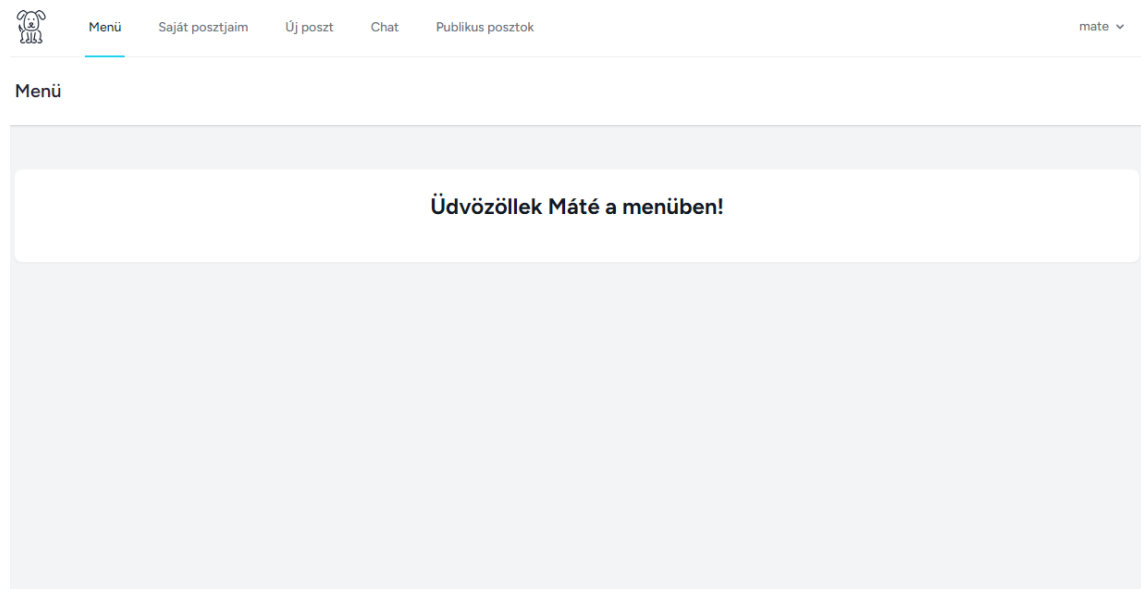 Menü Saját posztjaim Új poszt Chat Publikus posztok mate
Menü
Üdvözöllek Máté a menüben!